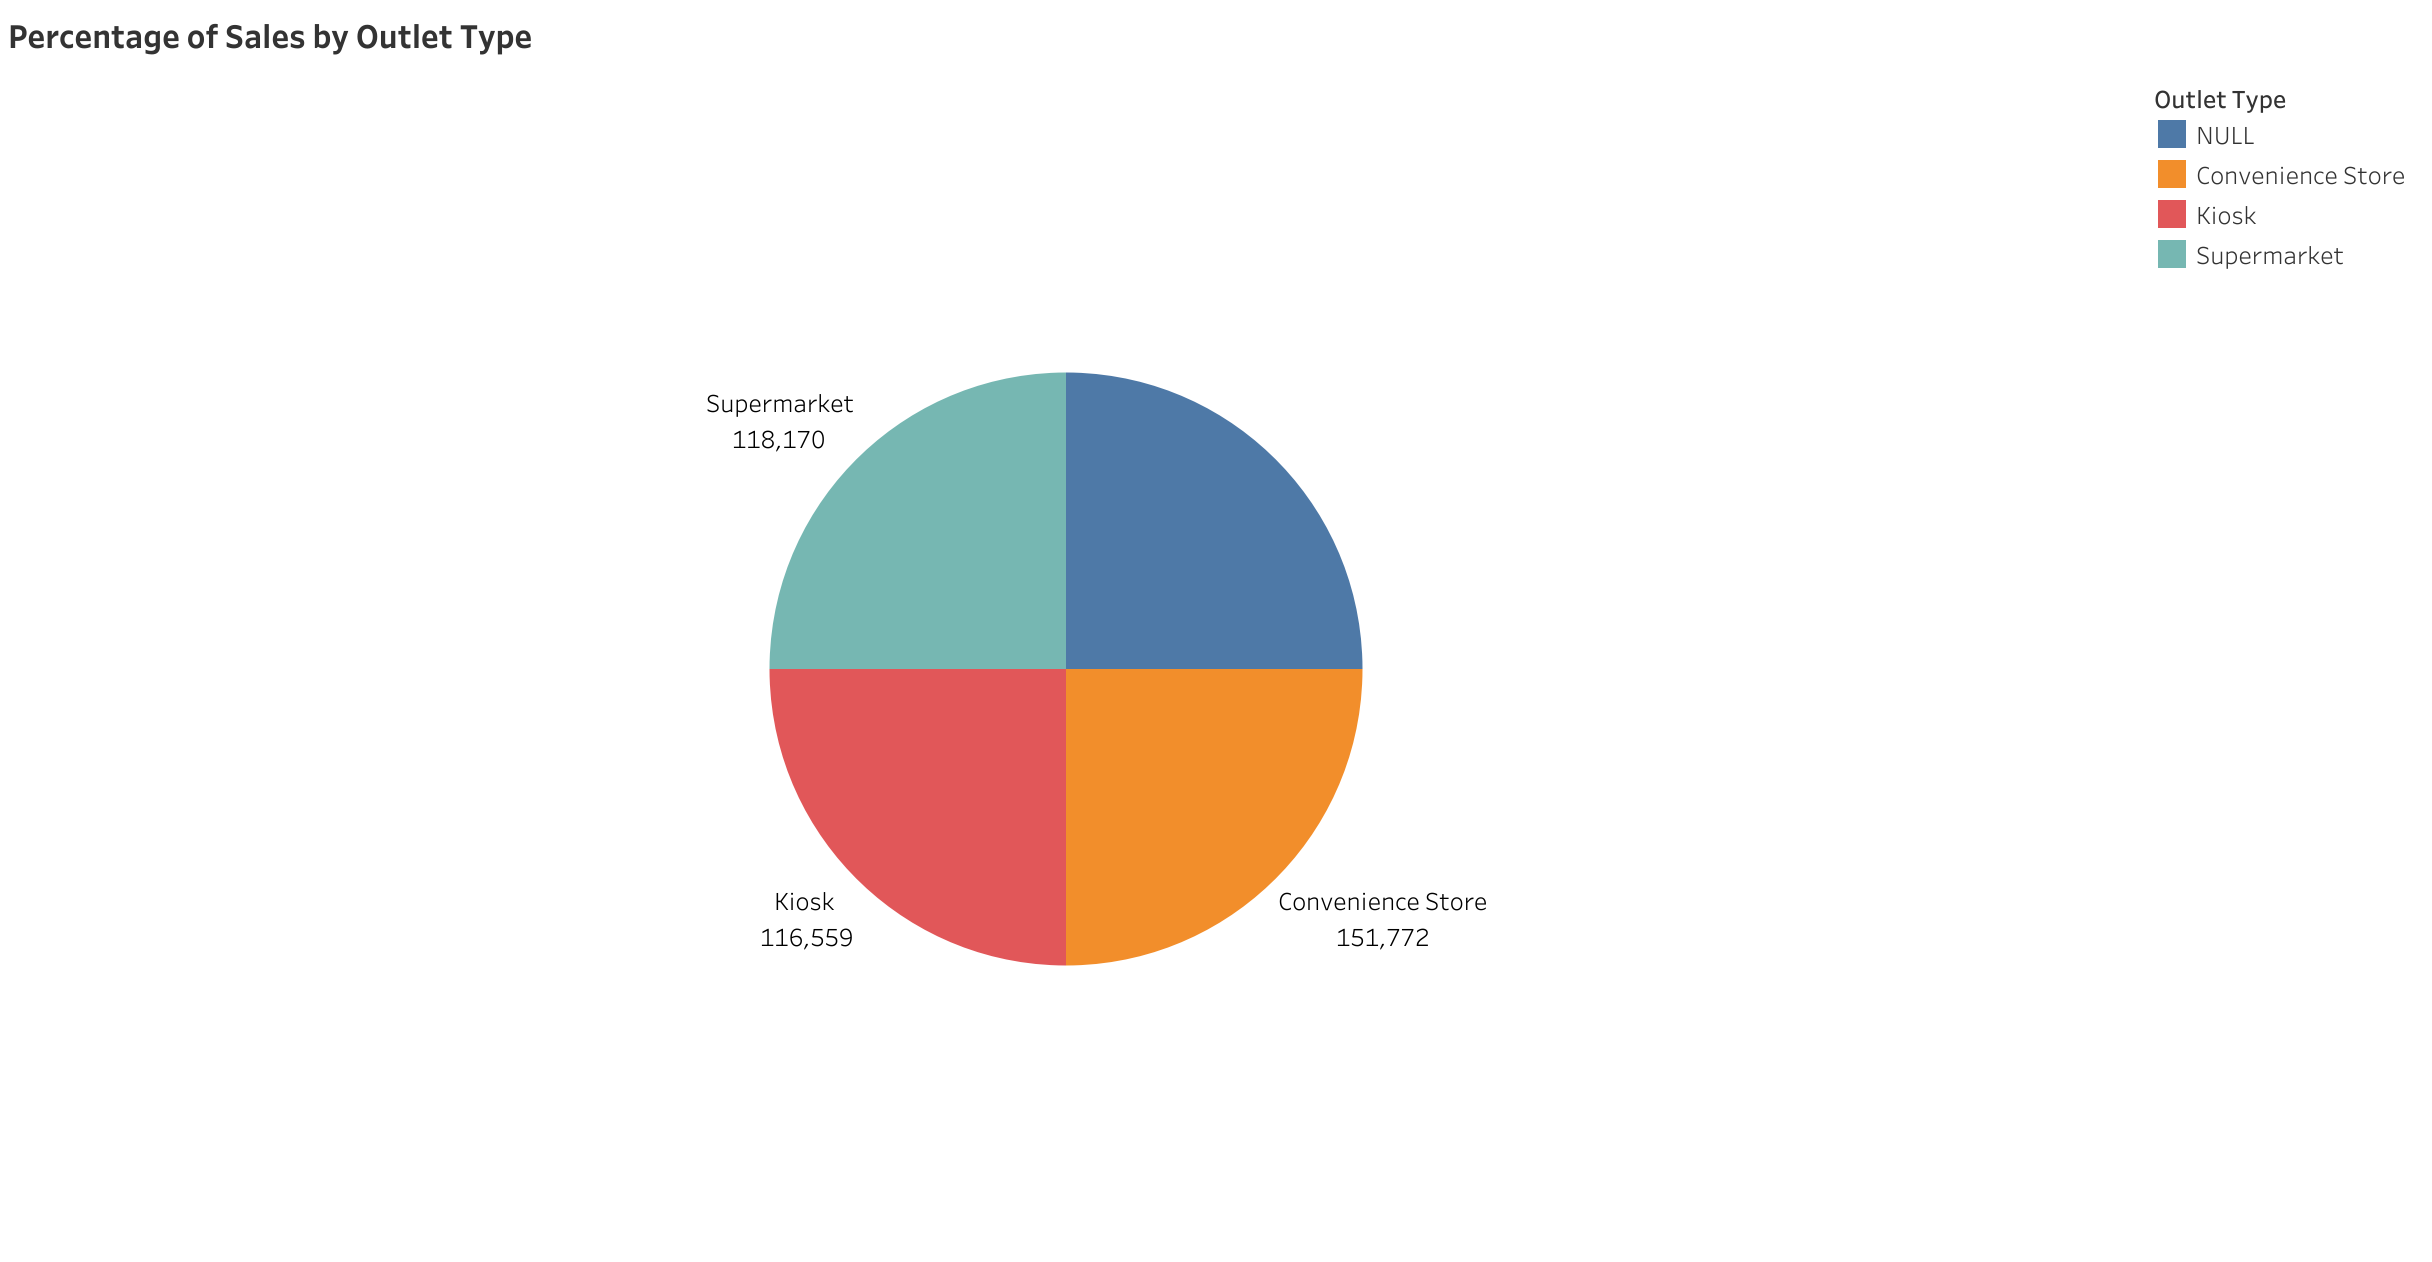 Percentage of Sales by Outlet Type
Outlet Type
NULL
Convenience Store
Kiosk
Supermarket
Supermarket
118,170
Kiosk
116,559
Convenience Store
151,772